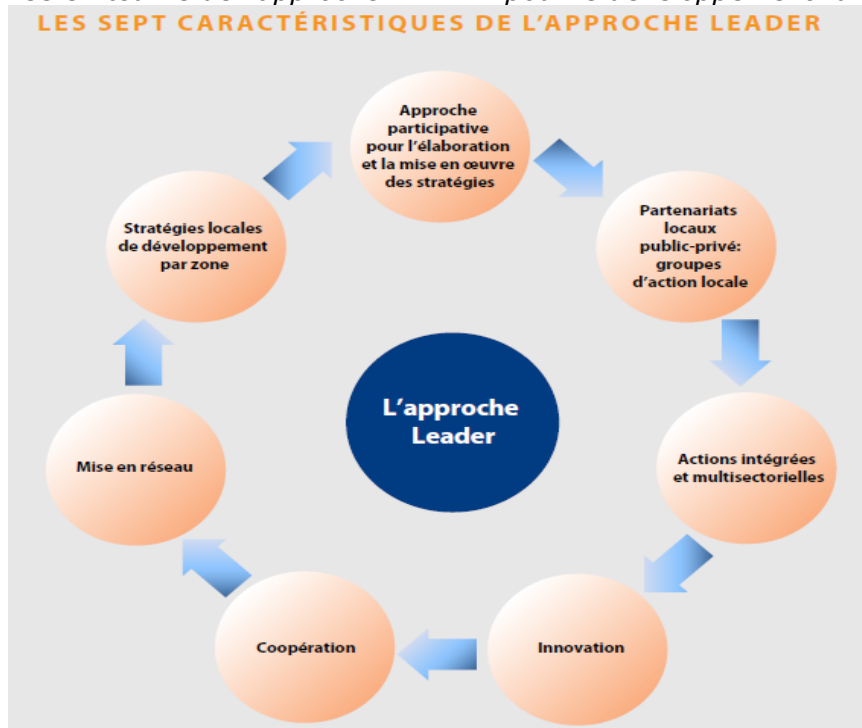 LES SEPT CARACTÉRISTIQUES DE L'APPROCHE LEADER
Approche
participative
pour l'élaboration
et la mise en œuvre
des stratégies
Partenariats
locaux
public-privé:
groupes
d'action locale
Actions intégrées
et multisectorielles
Innovation
Coopération
Mise en réseau
Stratégies locales
de développement
par zone
L'approche
Leader